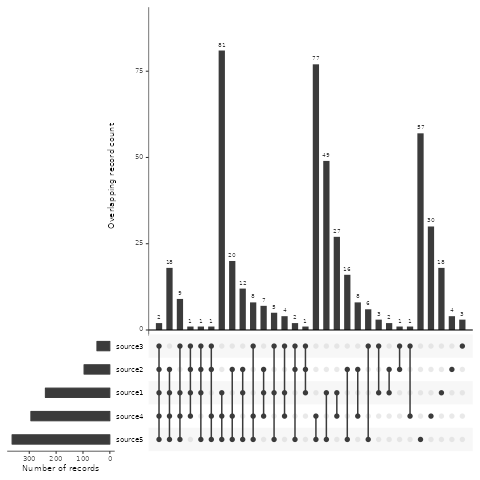 Overlapping record count
75
50
25
0
2 18 9 1 1 1 81 20 12 8 7 5 4 2 1 77 49 27 16 8 6 3 2 1 1 57 30 18 4 3
source3
source2
source1
source4
source5
300 200 100 0
Number of records